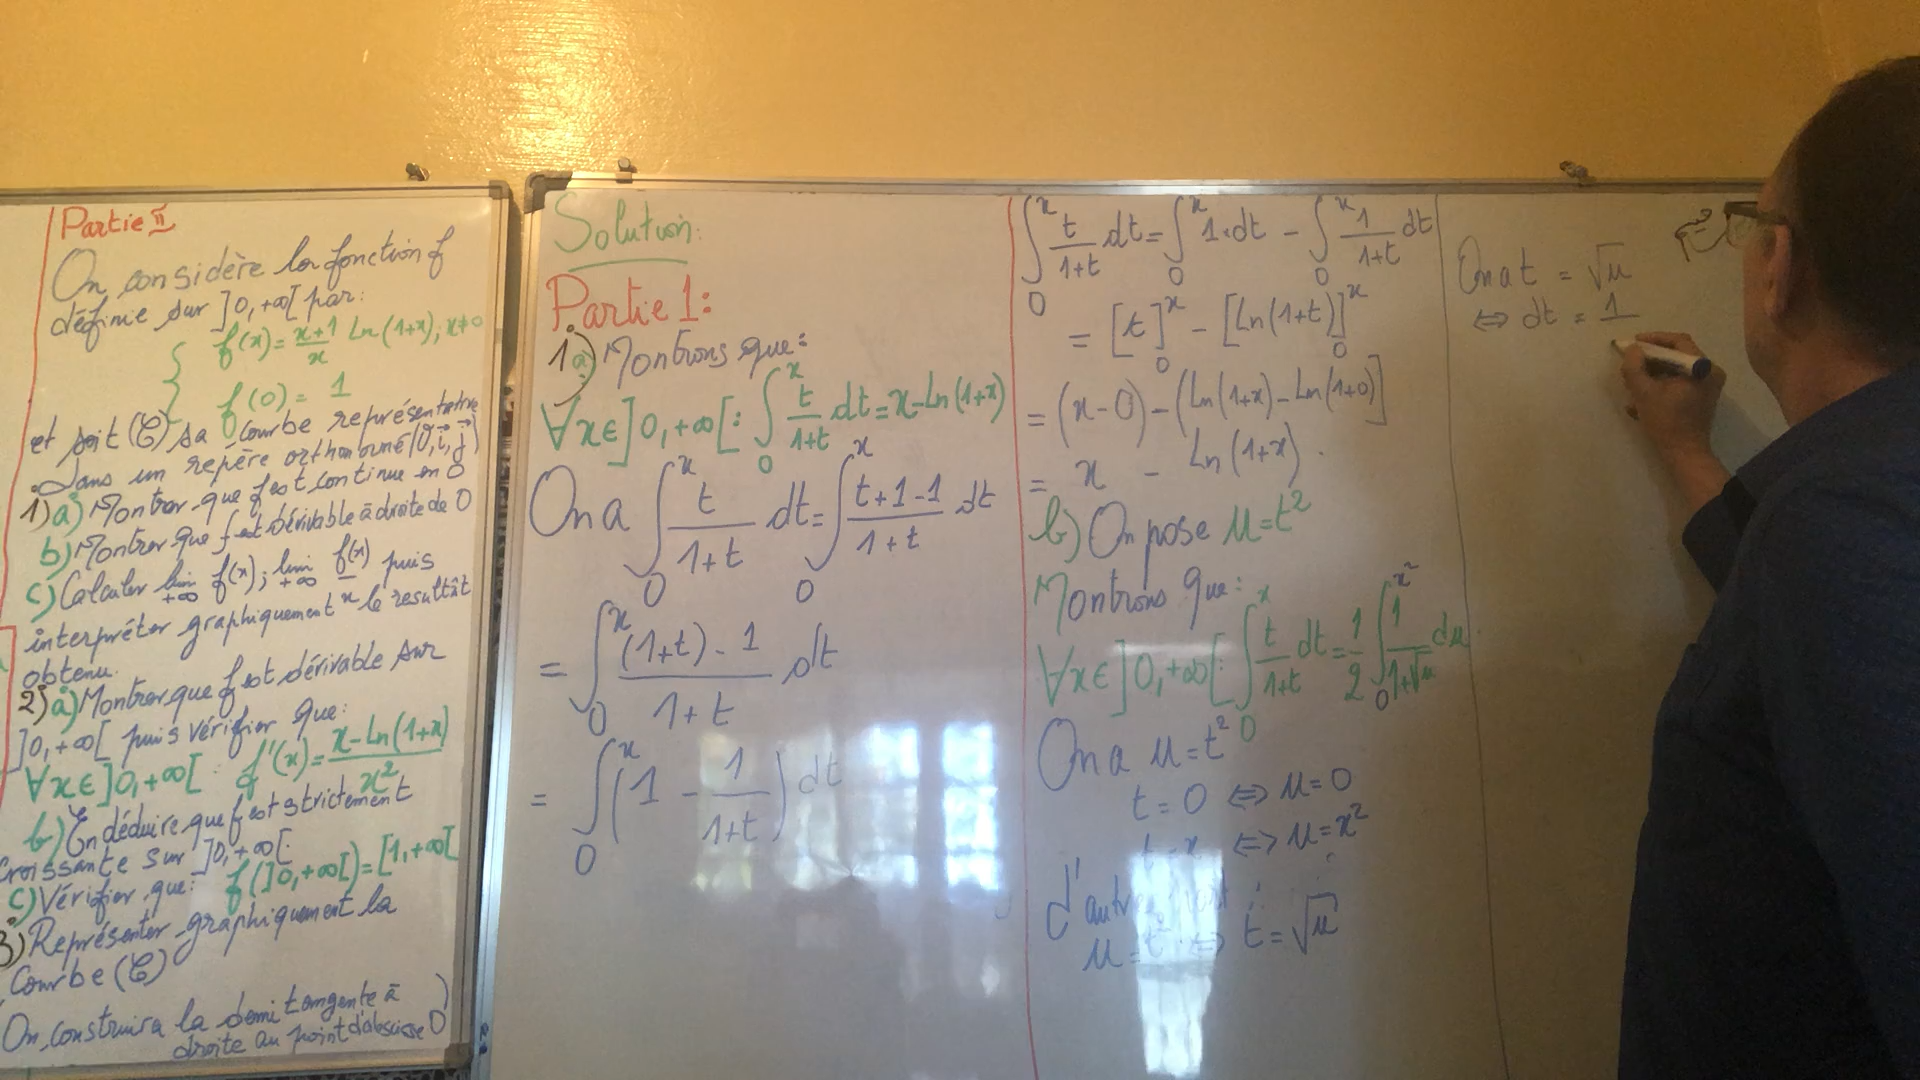 Partie II
On considère la fonction f
définie sur ]0,+∞[ par:
f(x) = x+1/x Ln(1+x), x≠0
f(0) = 1
et soit (C) sa courbe représentative
dans un repère orthonormé (O, i, j)
1) a) Montrer que f est continue en 0
b) Montrer que f est dérivable à droite de 0
c) Calculer lim +∞ f(x); lim +∞ f(x)/x puis
interpréter graphiquement le resultât
obtenu.
2) a) Montrer que f est dérivable sur
]0,+∞[ puis vérifier que:
∀x∈]0,+∞[ : f'(x) = x-Ln(1+x)/x²
b) En déduire que f est strictement
croissante sur ]0,+∞[
c) Vérifier que: f(]0,+∞[) = [1,+∞[
3) Représenter graphiquement la
Courbe (C)
On construira la demi tangente à
droite au point d'abscisse 0)
Solution:
Partie 1:
1) a) Montrons que:
∀x∈]0,+∞[ : ∫₀ˣ t/1+t dt = x-Ln(1+x)
On a ∫₀ˣ t/1+t dt = ∫₀ˣ t+1-1/1+t dt
= ∫₀ˣ (1+t)-1/1+t dt
= ∫₀ˣ (1 - 1/1+t) dt
∫₀ˣ t/1+t dt = ∫₀ˣ 1·dt - ∫₀ˣ 1/1+t dt
= [t]₀ˣ - [Ln(1+t)]₀ˣ
= (x-0)-(Ln(1+x)-Ln(1+0)]
= x - Ln(1+x).
b) On pose u=t²
Montrons que:
∀x∈]0,+∞[ : ∫₀ˣ t/1+t dt = 1/2 ∫₀^x² 1/1+√u du
On a u=t²
t=0 ⇔ u=0
t=x ⇔ u=x²
d'autre part :
u=t² ⇔ t=√u
On a t = √u
⇔ dt = 1